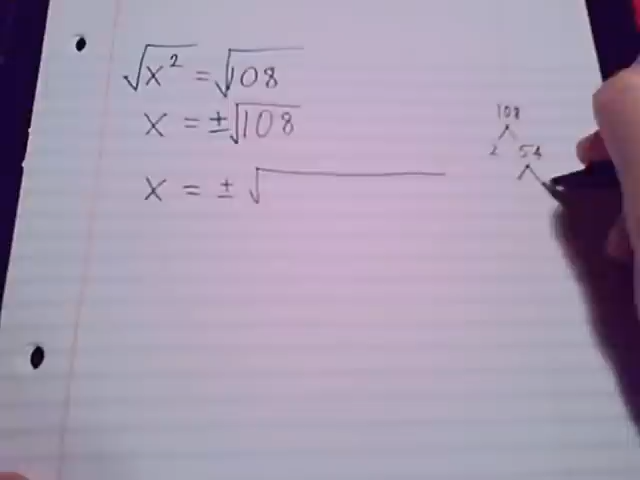 √x² = √108
x = ±√108
x = ±√
108
2 54